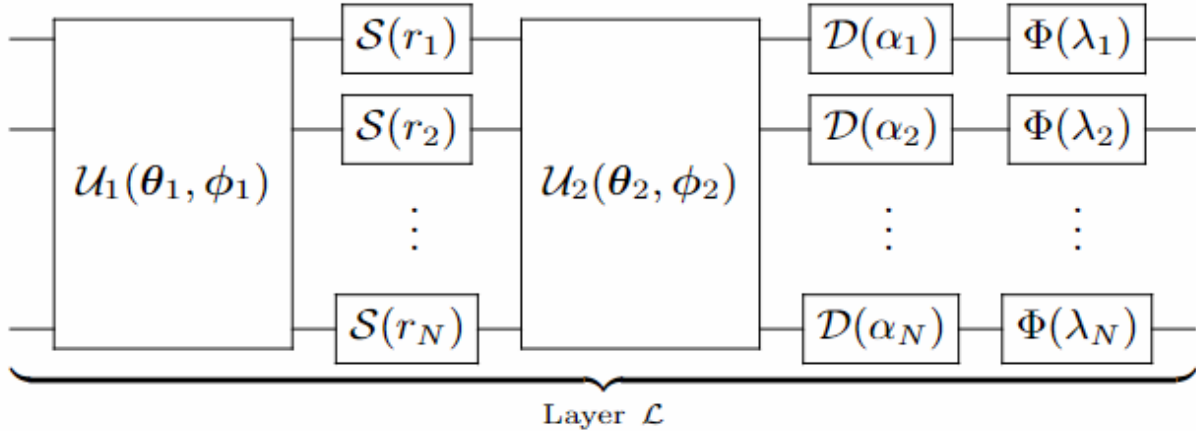 S(r₁) D(α₁) Φ(λ₁)
S(r₂) D(α₂) Φ(λ₂)
U₁(θ₁, ϕ₁) U₂(θ₂, ϕ₂)
⋮ ⋮ ⋮
S(r_N) D(α_N) Φ(λ_N)
Layer L